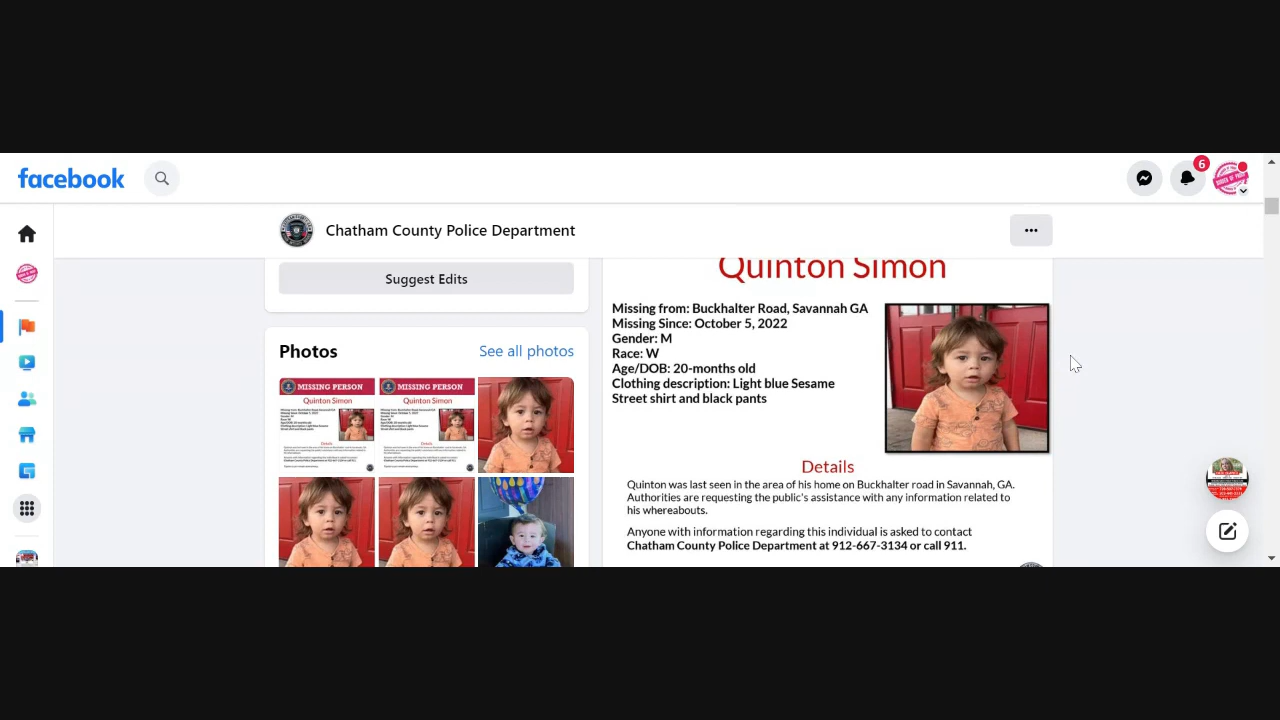 facebook
6
Chatham County Police Department
Suggest Edits
Quinton Simon
Missing from: Buckhalter Road, Savannah GA
Missing Since: October 5, 2022
Gender: M
Race: W
Age/DOB: 20-months old
Clothing description: Light blue Sesame
Street shirt and black pants
Photos
See all photos
MISSING PERSON
Quinton Simon
MISSING PERSON
Quinton Simon
Details
Quinton was last seen in the area of his home on Buckhalter road in Savannah, GA.
Authorities are requesting the public's assistance with any information related to
his whereabouts.
Anyone with information regarding this individual is asked to contact
Chatham County Police Department at 912-667-3134 or call 911.